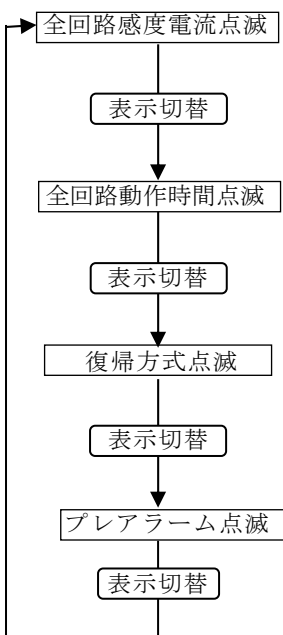 全回路感度電流点滅
表示切替
全回路動作時間点滅
表示切替
復帰方式点滅
表示切替
プレアラーム点滅
表示切替